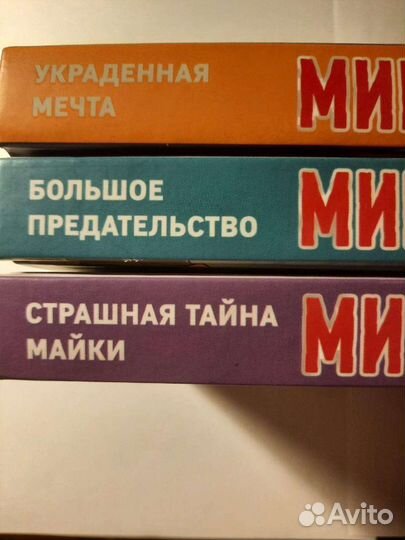 УКРАДЕННАЯ
МЕЧТА
МИ
БОЛЬШОЕ
ПРЕДАТЕЛЬСТВО
МИ
СТРАШНАЯ ТАЙНА
МАЙКИ
МИ
Avito